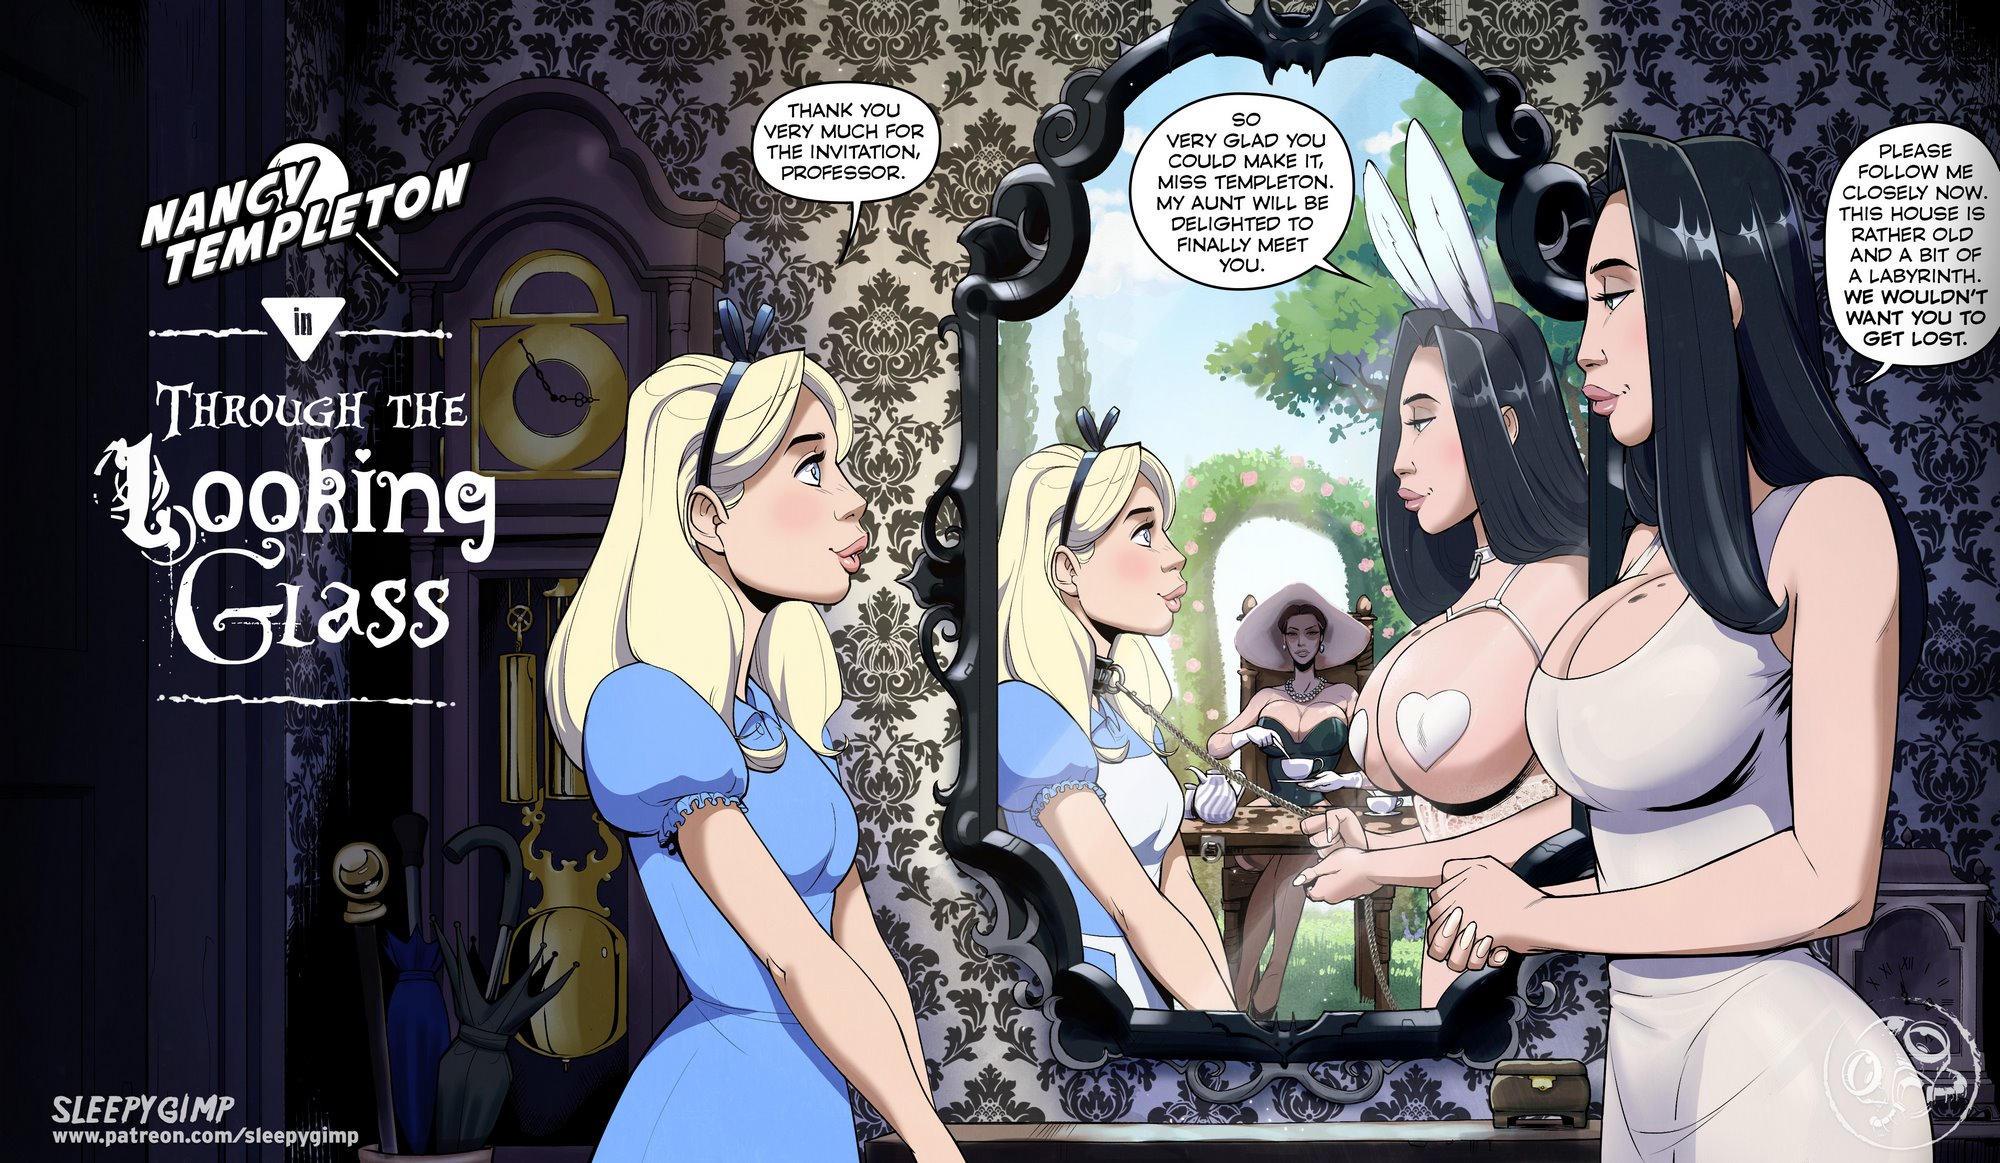 NANCY
TEMPLETON
in
THROUGH THE
Looking
GLASS
THANK YOU
VERY MUCH FOR
THE INVITATION,
PROFESSOR.
SO
VERY GLAD YOU
COULD MAKE IT,
MISS TEMPLETON.
MY AUNT WILL BE
DELIGHTED TO
FINALLY MEET
YOU.
PLEASE
FOLLOW ME
CLOSELY NOW.
THIS HOUSE IS
RATHER OLD
AND A BIT OF
A LABYRINTH.
WE WOULDN'T
WANT YOU TO
GET LOST.
SLEEPYGIMP
www.patreon.com/sleepygimp